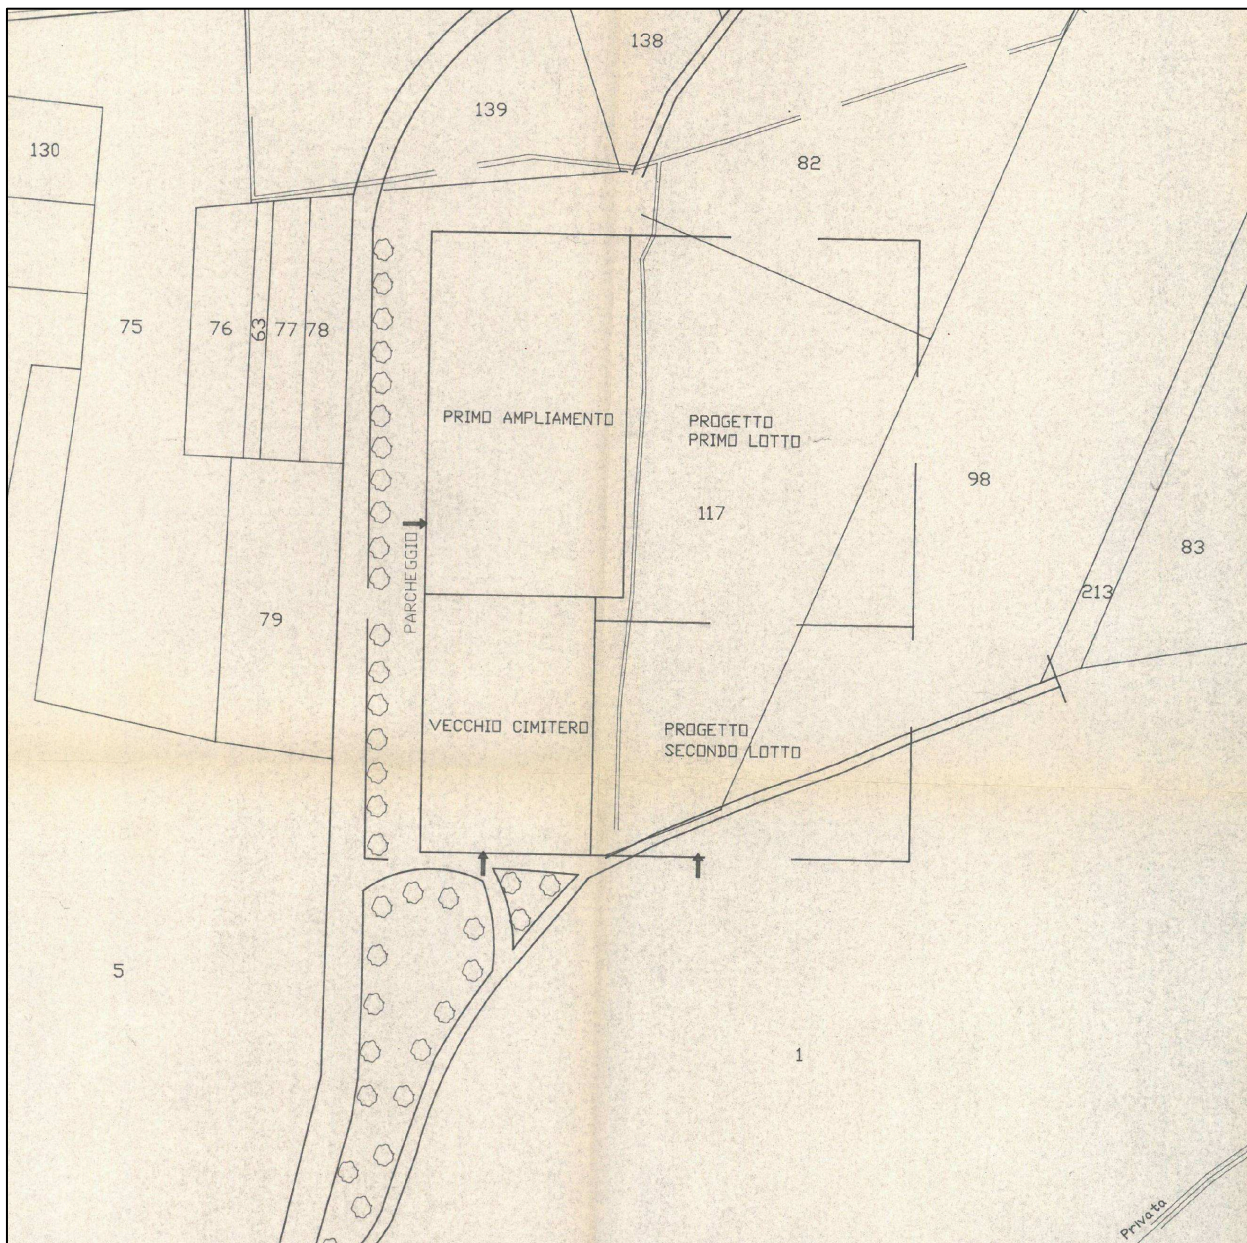 138
139
130
82
75
76
63
77
78
PRIMO AMPLIAMENTO
PROGETTO
PRIMO LOTTO
98
117
83
PARCHEGGIO
213
79
VECCHIO CIMITERO
PROGETTO
SECONDO LOTTO
5
1
Privata